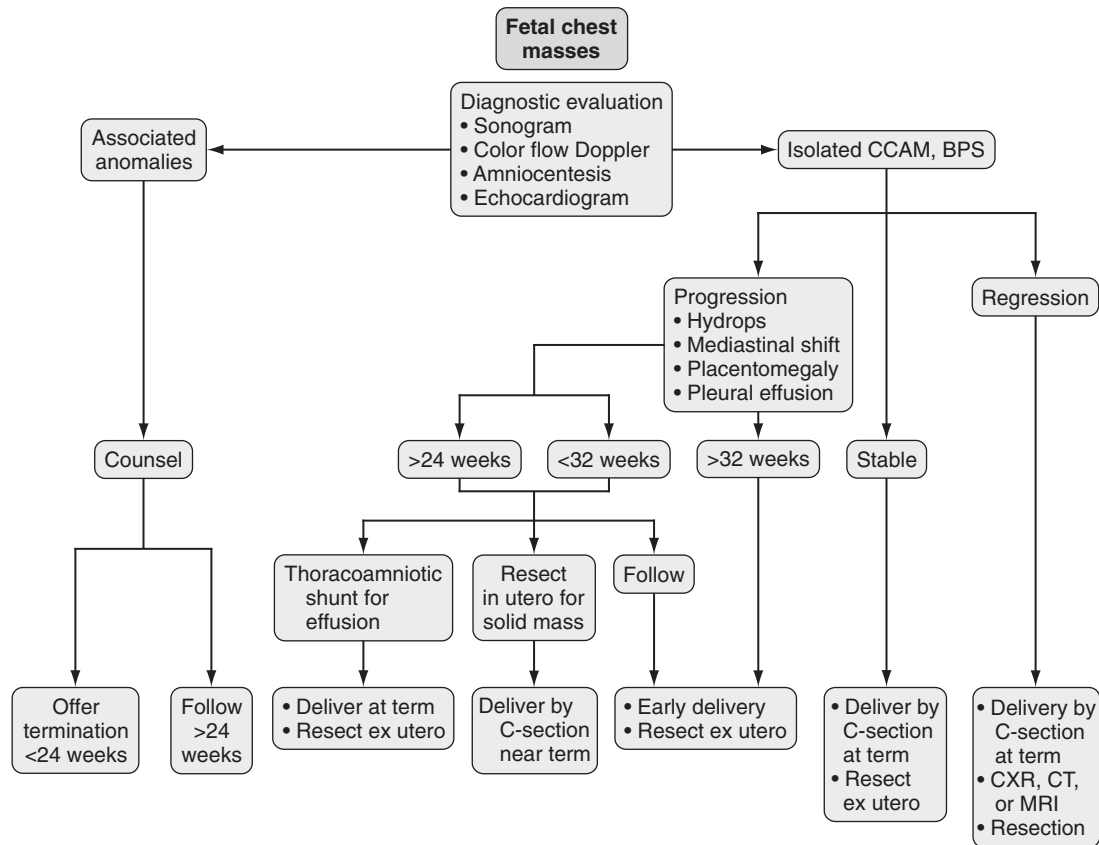 Fetal chest
masses
Diagnostic evaluation
• Sonogram
• Color flow Doppler
• Amniocentesis
• Echocardiogram
Associated
anomalies
Isolated CCAM, BPS
Progression
• Hydrops
• Mediastinal shift
• Placentomegaly
• Pleural effusion
Regression
Counsel
>24 weeks
<32 weeks
>32 weeks
Stable
Thoracoamniotic
shunt for
effusion
Resect
in utero for
solid mass
Follow
Offer
termination
<24 weeks
Follow
>24
weeks
• Deliver at term
• Resect ex utero
Deliver by
C-section
near term
• Early delivery
• Resect ex utero
• Deliver by
C-section
at term
• Resect
ex utero
• Delivery by
C-section
at term
• CXR, CT,
or MRI
• Resection